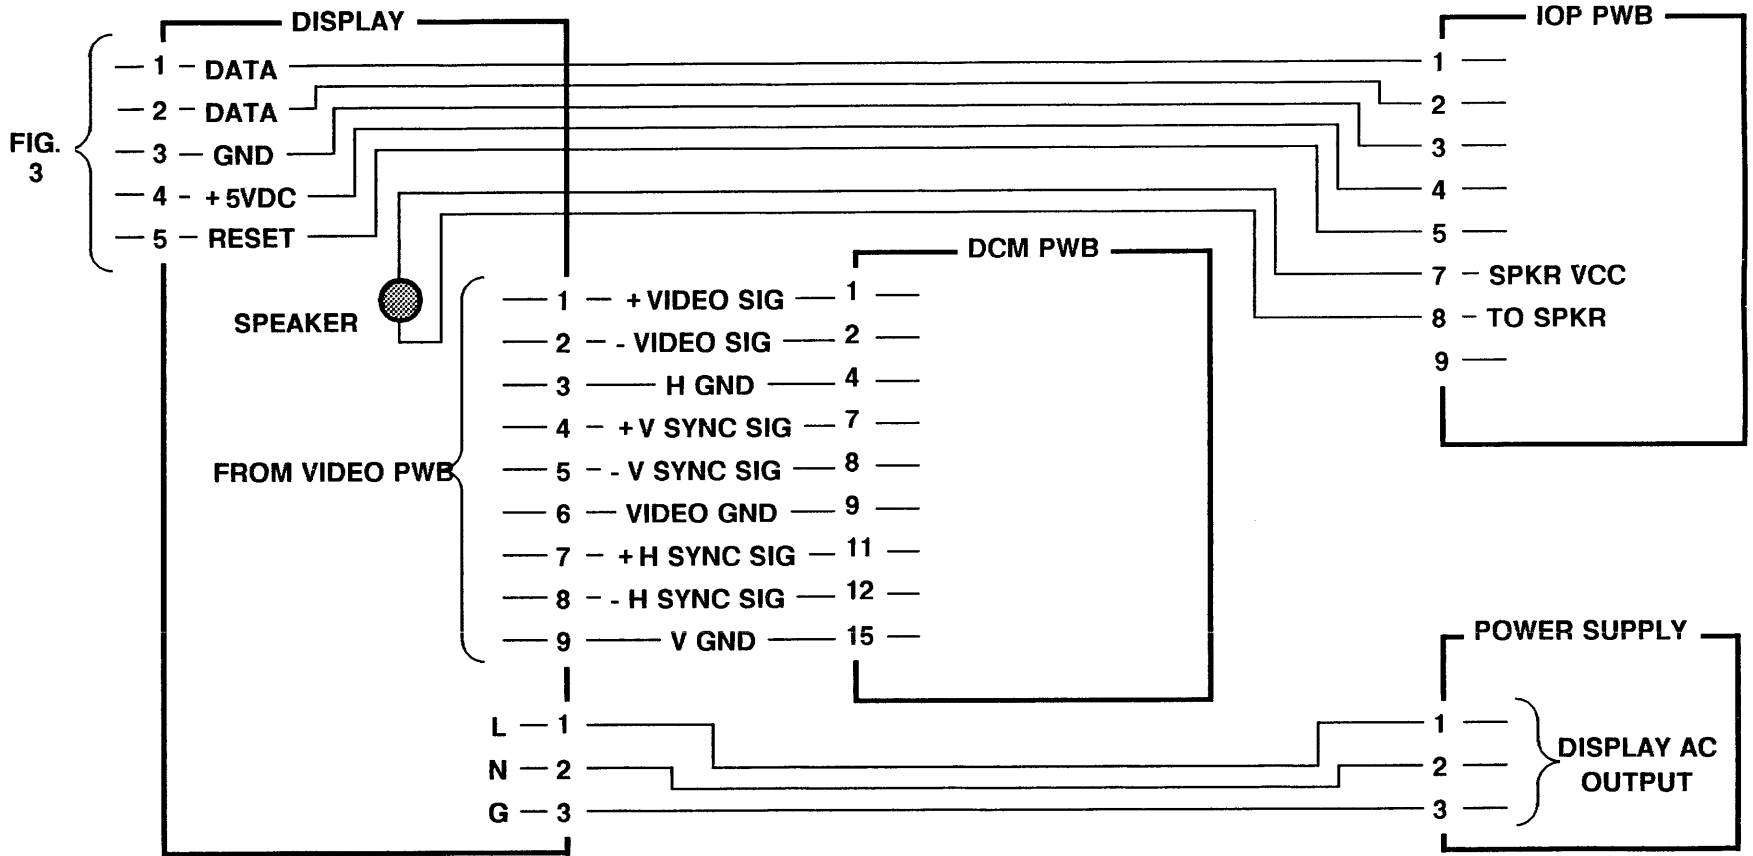 DISPLAY
IOP PWB
1 – DATA
1
2 – DATA
2
3 – GND
3
4 - +5VDC
4
5 – RESET
5
FIG.
3
7 – SPKR VCC
8 – TO SPKR
9
SPEAKER
DCM PWB
FROM VIDEO PWB
1 – +VIDEO SIG — 1
2 – - VIDEO SIG — 2
3 — H GND — 4
4 – +V SYNC SIG — 7
5 – - V SYNC SIG — 8
6 — VIDEO GND — 9
7 – +H SYNC SIG — 11
8 – - H SYNC SIG — 12
9 — V GND — 15
L — 1
N — 2
G — 3
POWER SUPPLY
1
2
3
DISPLAY AC
OUTPUT